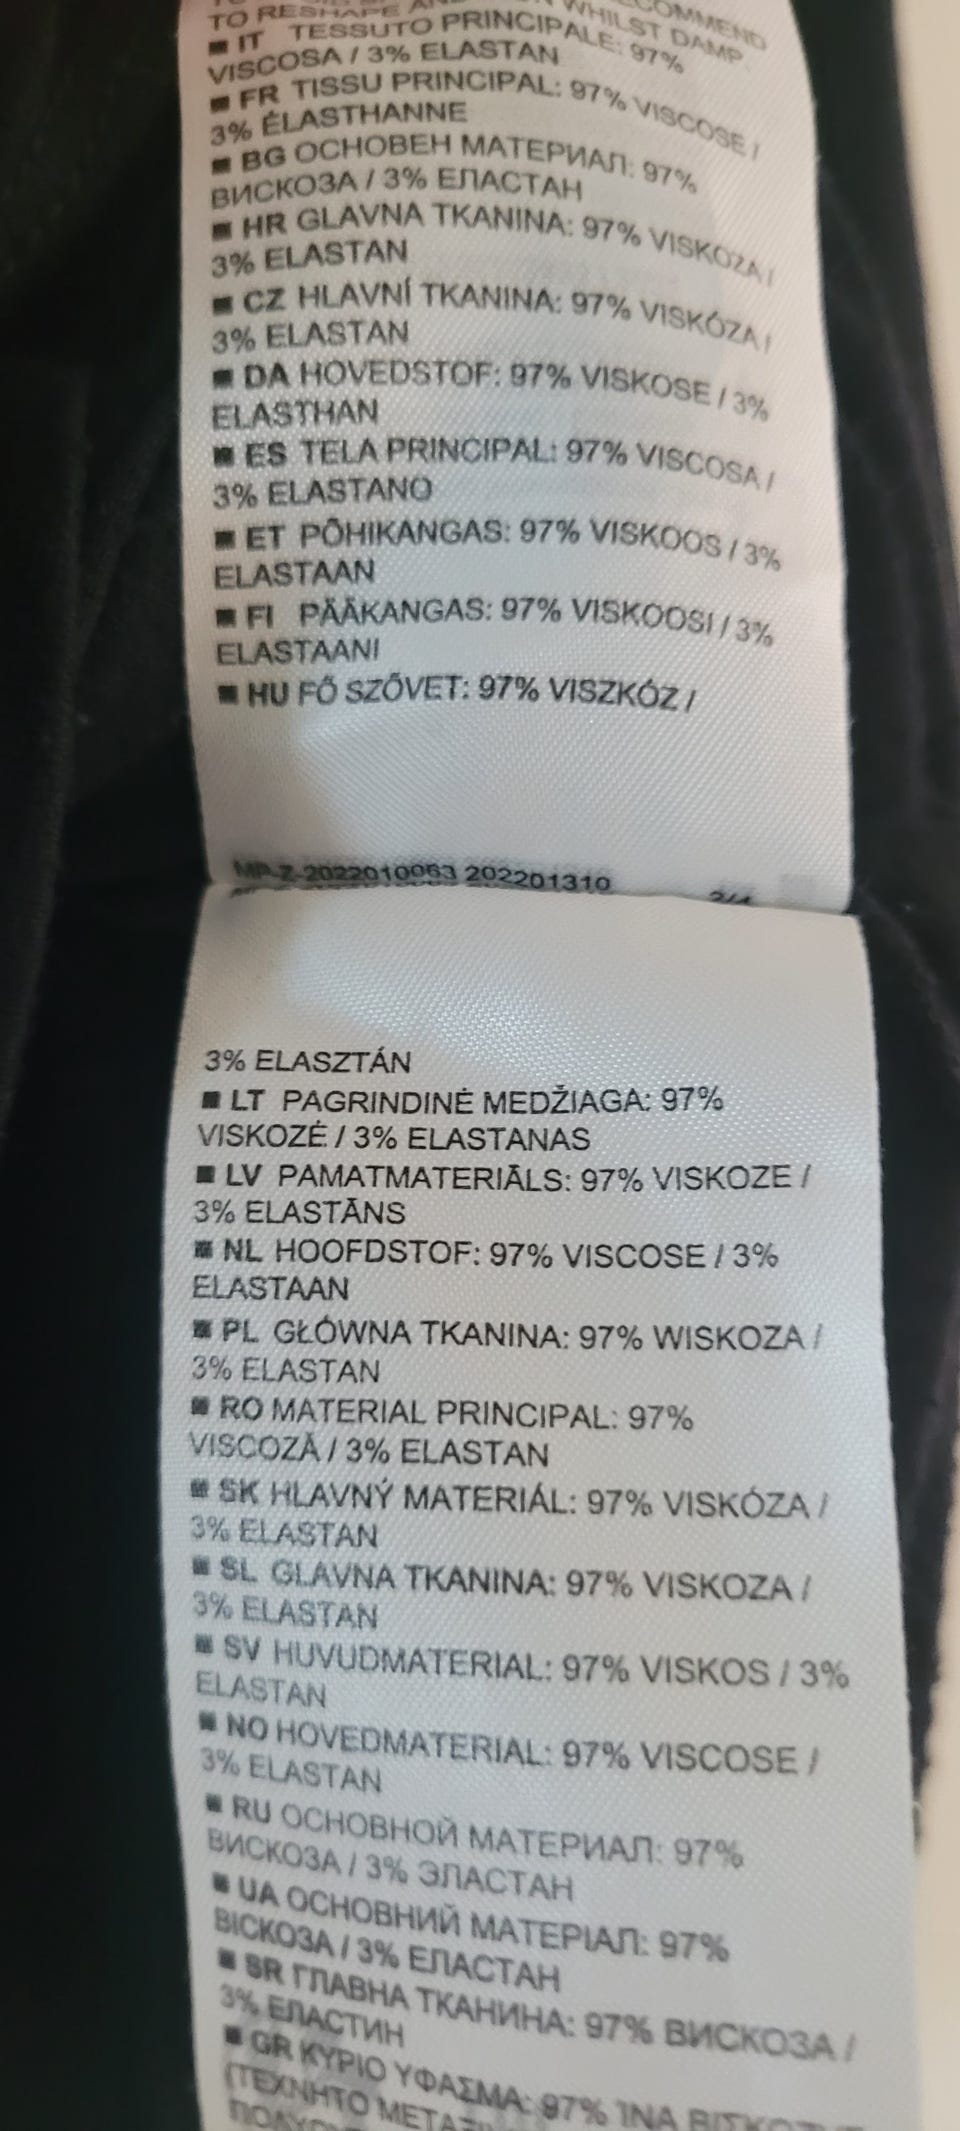 TO RESHAPE WHILST DAMP.
■ IT TESSUTO PRINCIPALE: 97%
VISCOSA / 3% ELASTAN
■ FR TISSU PRINCIPAL: 97% VISCOSE /
3% ÉLASTHANNE
■ BG ОСНОВЕН МАТЕРИАЛ: 97%
ВИСКОЗА / 3% ЕЛАСТАН
■ HR GLAVNA TKANINA: 97% VISKOZA /
3% ELASTAN
■ CZ HLAVNÍ TKANINA: 97% VISKÓZA /
3% ELASTAN
■ DA HOVEDSTOF: 97% VISKOSE / 3%
ELASTHAN
■ ES TELA PRINCIPAL: 97% VISCOSA /
3% ELASTANO
■ ET PÕHIKANGAS: 97% VISKOOS / 3%
ELASTAAN
■ FI PÄÄKANGAS: 97% VISKOOSI / 3%
ELASTAANI
■ HU FŐ SZŐVET: 97% VISZKÓZ /
MP-Z-2022010063 202201310 2/4
3% ELASZTÁN
■ LT PAGRINDINĖ MEDŽIAGA: 97%
VISKOZĖ / 3% ELASTANAS
■ LV PAMATMATERIĀLS: 97% VISKOZE /
3% ELASTĀNS
■ NL HOOFDSTOF: 97% VISCOSE / 3%
ELASTAAN
■ PL GŁÓWNA TKANINA: 97% WISKOZA /
3% ELASTAN
■ RO MATERIAL PRINCIPAL: 97%
VISCOZĂ / 3% ELASTAN
■ SK HLAVNÝ MATERIÁL: 97% VISKÓZA /
3% ELASTAN
■ SL GLAVNA TKANINA: 97% VISKOZA /
3% ELASTAN
■ SV HUVUDMATERIAL: 97% VISKOS / 3%
ELASTAN
■ NO HOVEDMATERIAL: 97% VISCOSE /
3% ELASTAN
■ RU ОСНОВНОЙ МАТЕРИАЛ: 97%
ВИСКОЗА / 3% ЭЛАСТАН
■ UA ОСНОВНИЙ МАТЕРІАЛ: 97%
ВІСКОЗА / 3% ЕЛАСТАН
■ SR ГЛАВНА ТКАНИНА: 97% ВИСКОЗА /
3% ЕЛАСТИН
■ GR ΚΥΡΙΟ ΥΦΑΣΜΑ: 97% ΊΝΑ
(ΤΕΧΝΗΤΟ